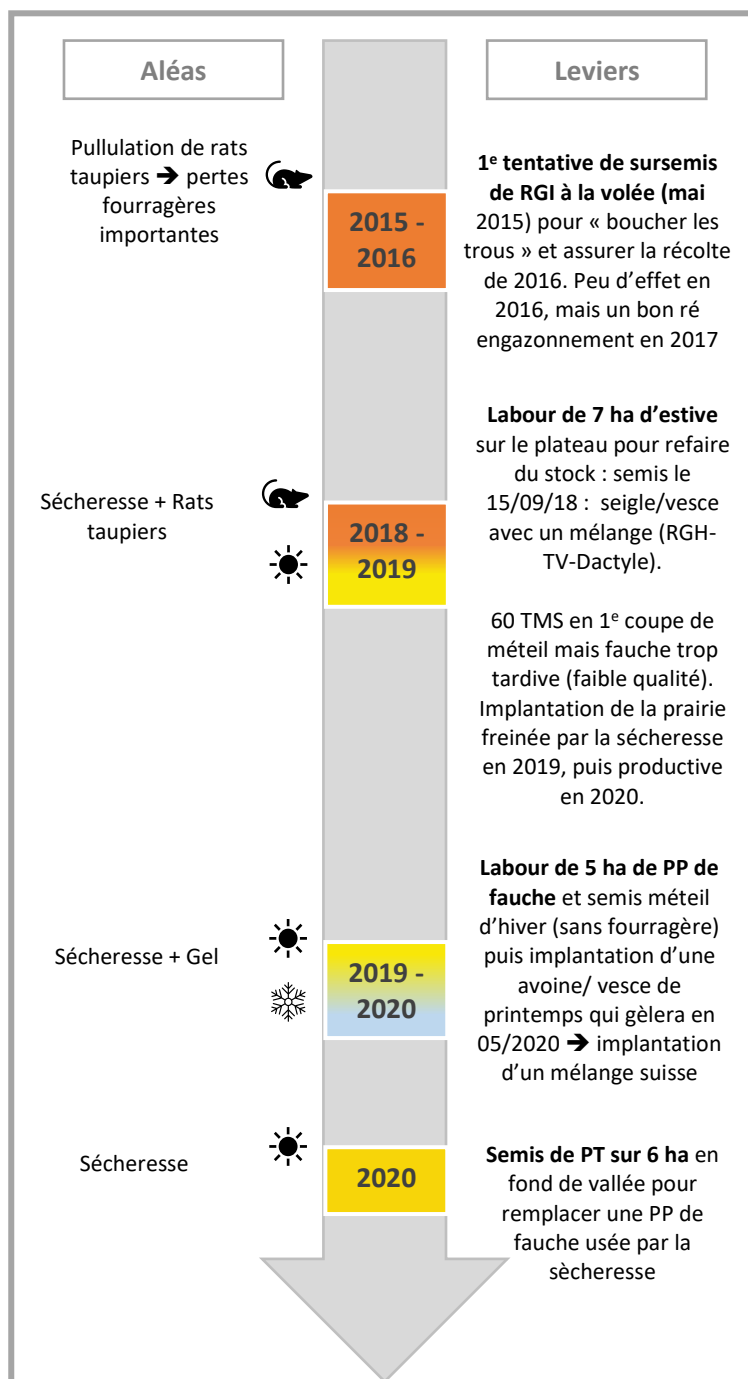 Aléas
Leviers
Pullulation de rats
taupiers ➔ pertes
fourragères
importantes
2015 -
2016
1e tentative de sursemis
de RGI à la volée (mai
2015) pour « boucher les
trous » et assurer la récolte
de 2016. Peu d’effet en
2016, mais un bon ré
engazonnement en 2017
Sécheresse + Rats
taupiers
2018 -
2019
Labour de 7 ha d’estive
sur le plateau pour refaire
du stock : semis le
15/09/18 : seigle/vesce
avec un mélange (RGH-
TV-Dactyle).
60 TMS en 1e coupe de
méteil mais fauche trop
tardive (faible qualité).
Implantation de la prairie
freinée par la sécheresse
en 2019, puis productive
en 2020.
Sécheresse + Gel
2019 -
2020
Labour de 5 ha de PP de
fauche et semis méteil
d’hiver (sans fourragère)
puis implantation d’une
avoine/ vesce de
printemps qui gèlera en
05/2020 ➔ implantation
d’un mélange suisse
Sécheresse
2020
Semis de PT sur 6 ha en
fond de vallée pour
remplacer une PP de
fauche usée par la
sècheresse